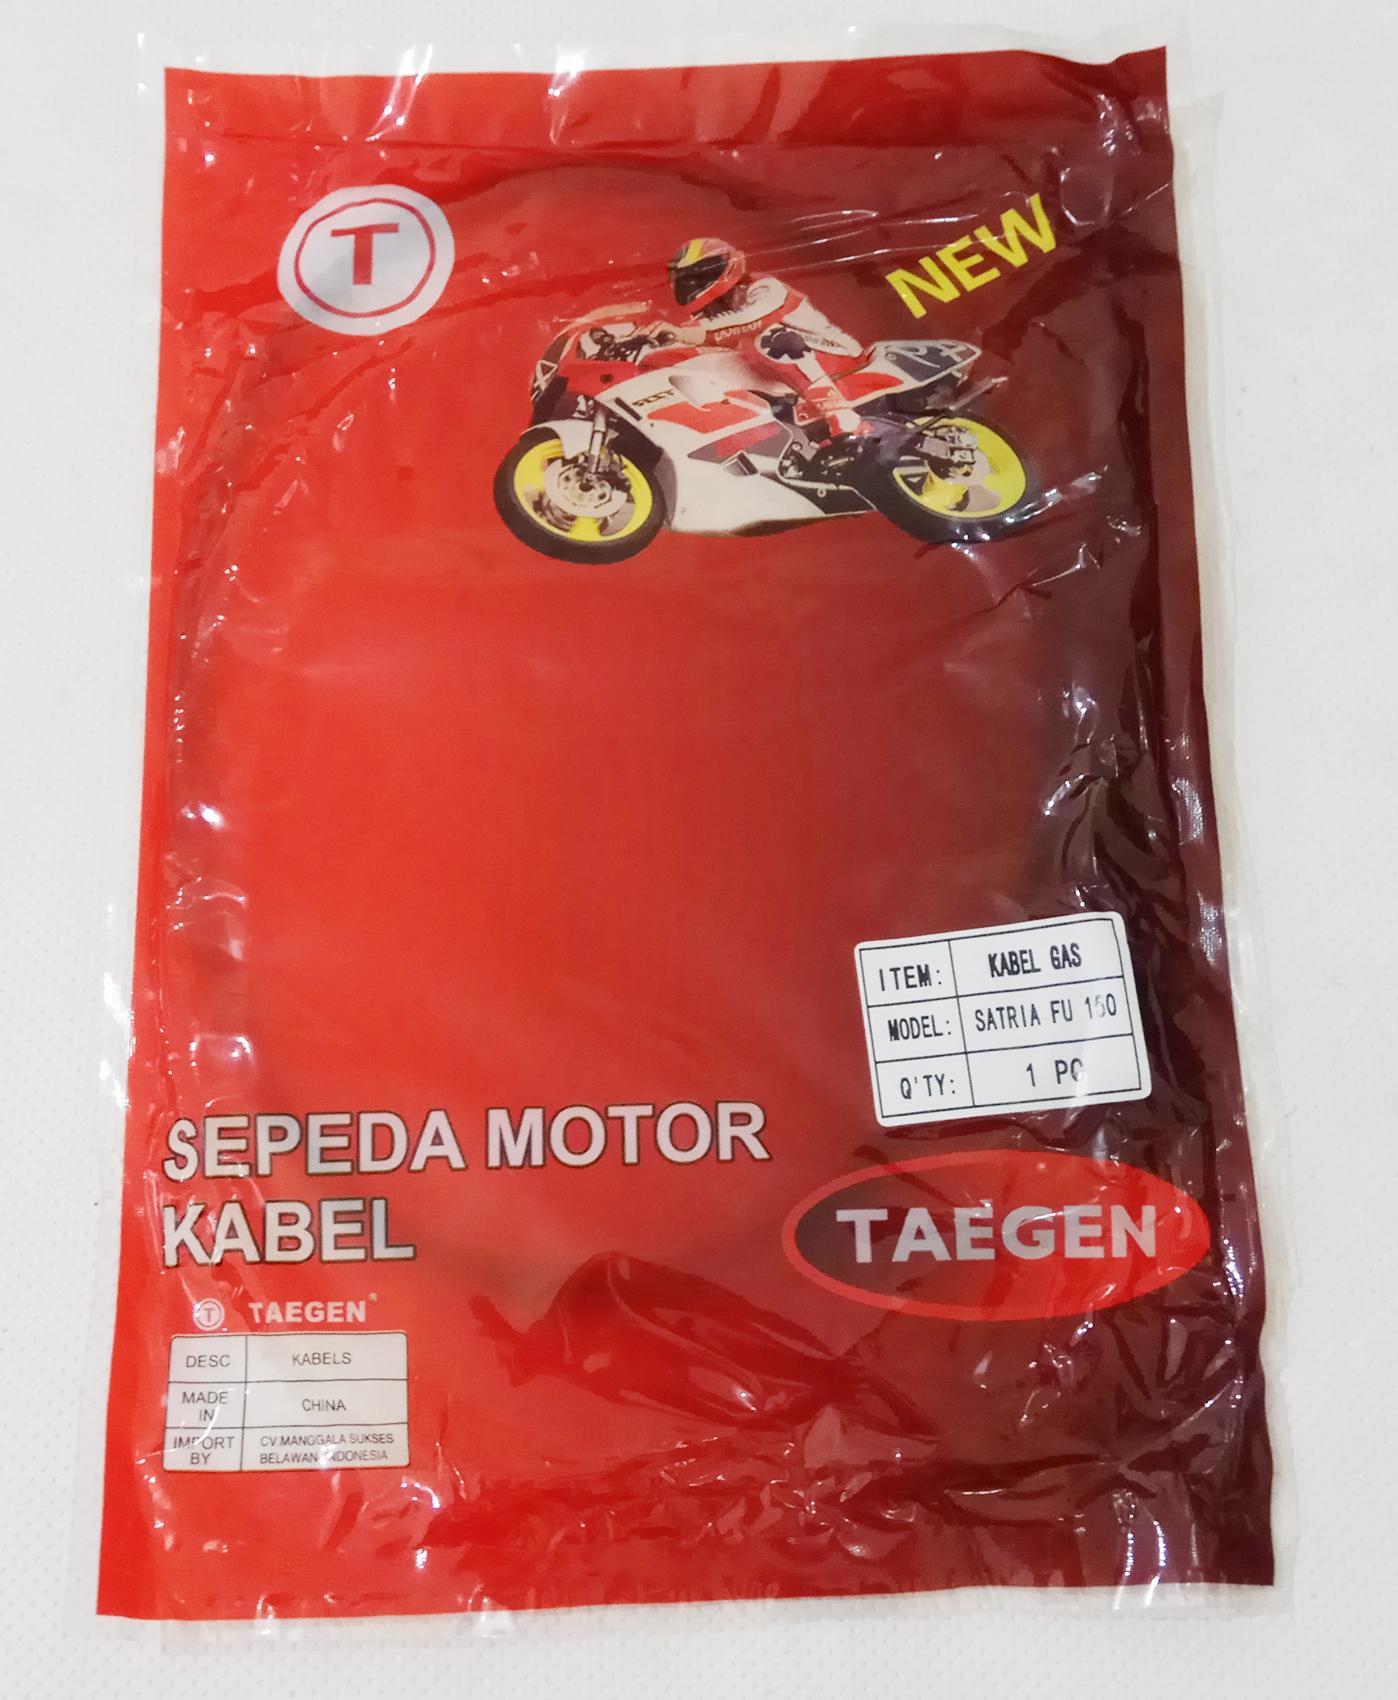 T
NEW
ITEM: KABEL GAS
MODEL: SATRIA FU 150
Q'TY: 1 PC
SEPEDA MOTOR
KABEL
TAEGEN
T TAEGEN
DESC KABELS
MADE IN CHINA
IMPORT BY CV.MANGGALA SUKSES
BELAWAN-INDONESIA